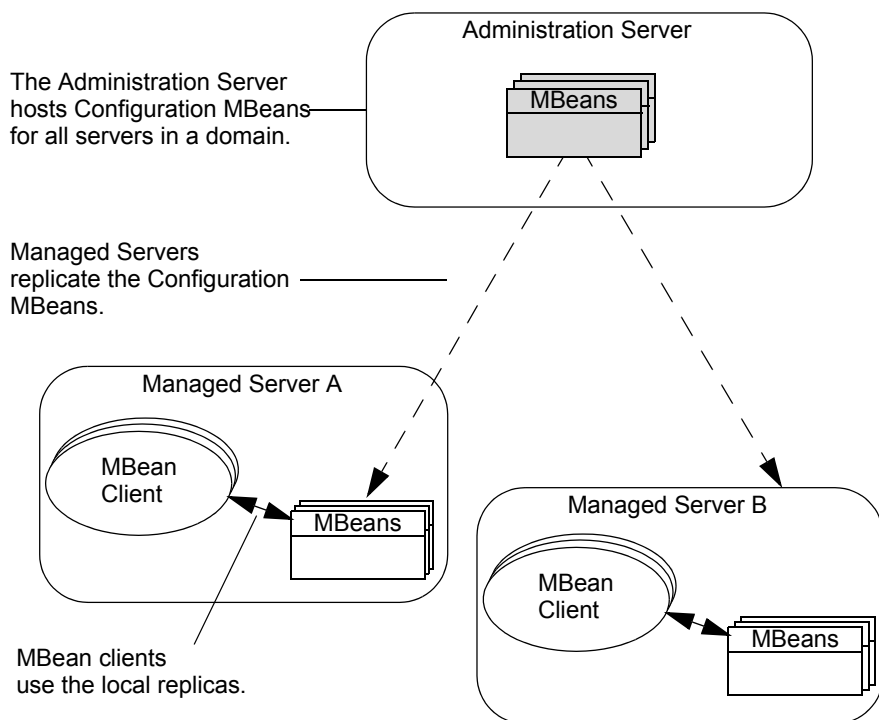 Administration Server
The Administration Server
hosts Configuration MBeans
for all servers in a domain.
MBeans
Managed Servers
replicate the Configuration
MBeans.
Managed Server A
MBean
Client
MBeans
MBean clients
use the local replicas.
Managed Server B
MBean
Client
MBeans